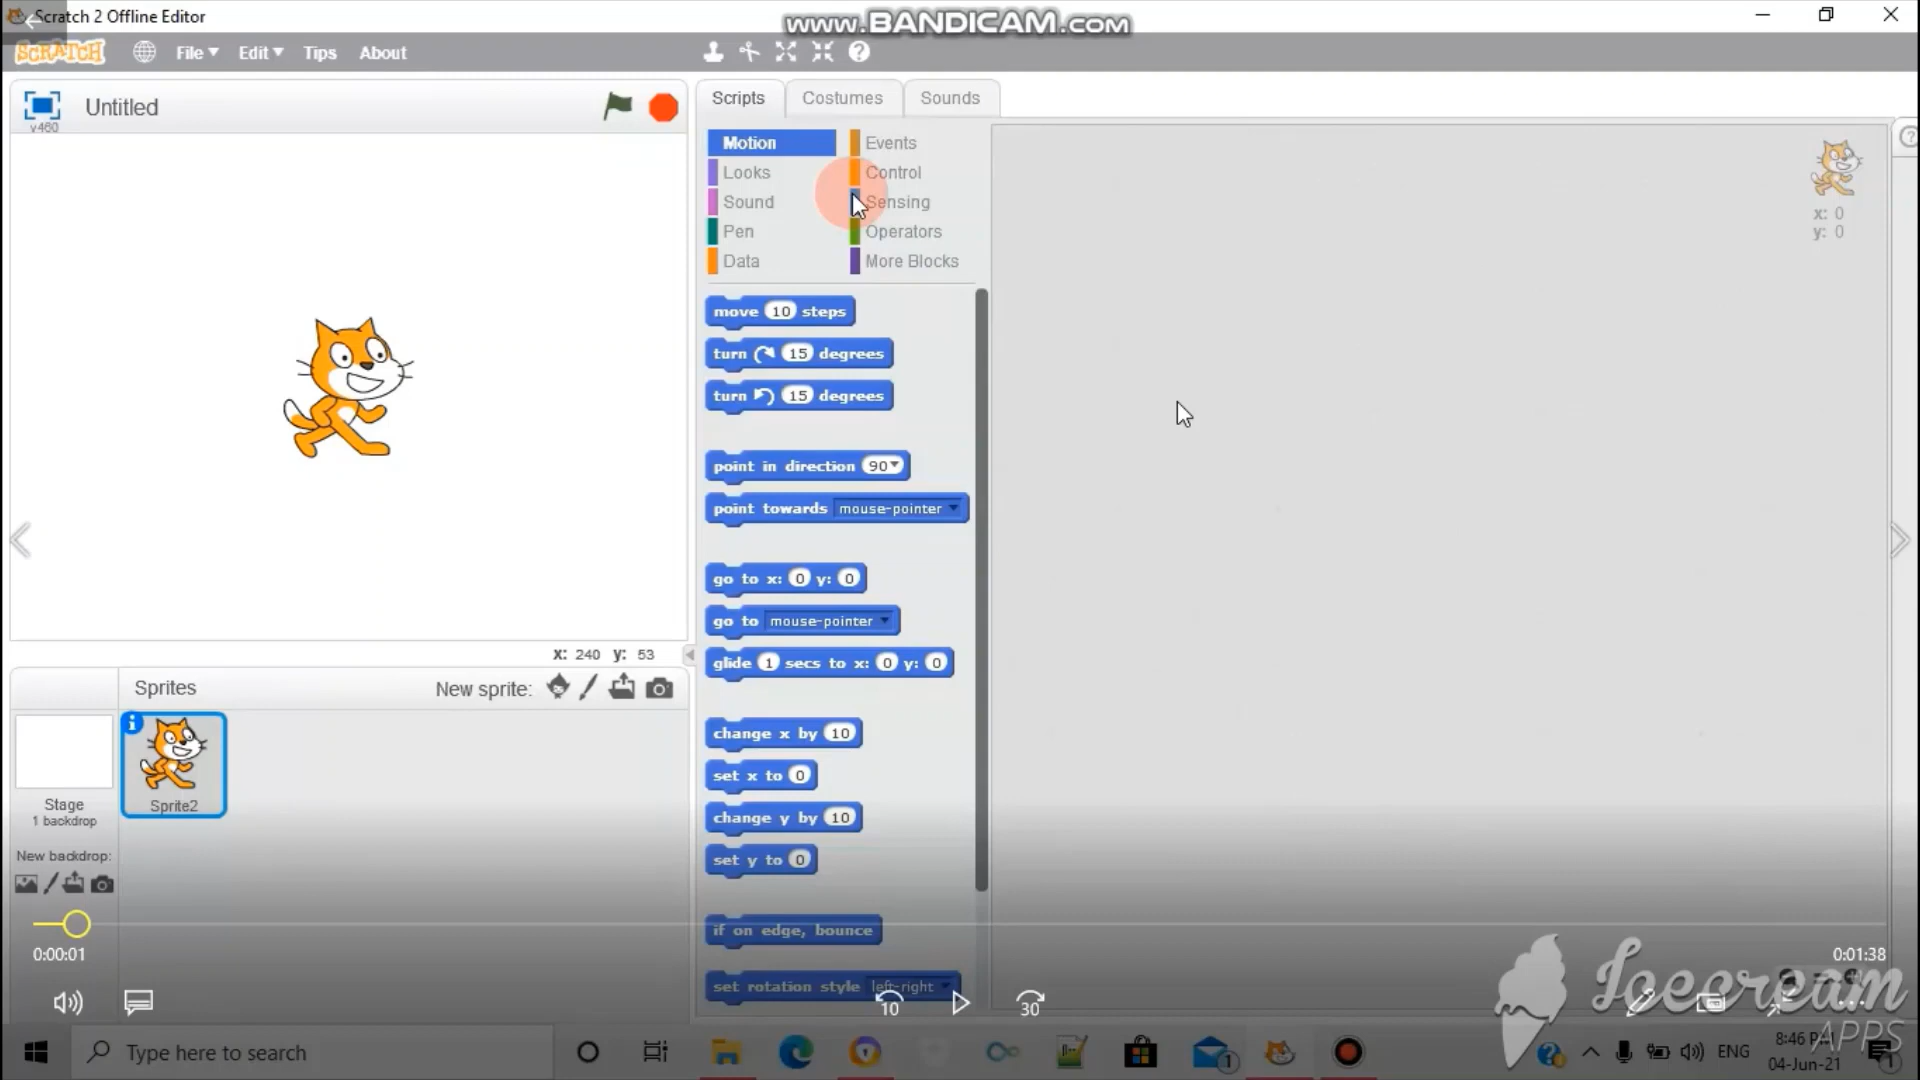 Scratch 2 Offline Editor
www.BANDICAM.com
SCRATCH File Edit Tips About
v460 Untitled
Scripts Costumes Sounds
Motion Events
Looks Control
Sound Sensing
Pen Operators
Data More Blocks
x: 0
y: 0
move 10 steps
turn 15 degrees
turn 15 degrees
point in direction 90
point towards mouse-pointer
go to x: 0 y: 0
go to mouse-pointer
glide 1 secs to x: 0 y: 0
change x by 10
set x to 0
change y by 10
set y to 0
if on edge, bounce
set rotation style left-right
x: 240 y: 53
Sprites New sprite:
Sprite2
Stage
1 backdrop
New backdrop:
0:00:01
0:01:38
10 30
Icecream
APPS
Type here to search
1
ENG
8:46 PM
04-Jun-21
1